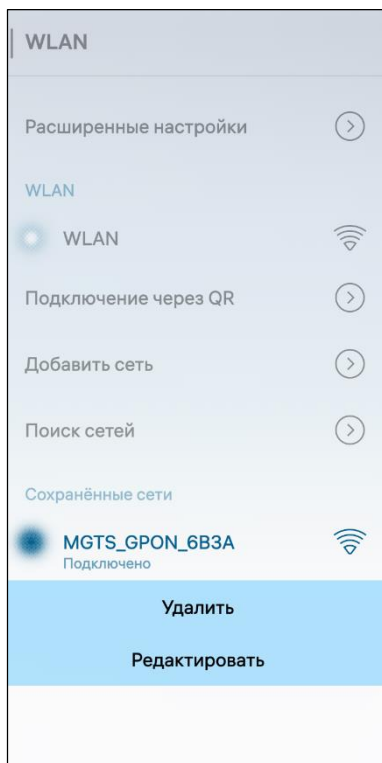 WLAN
Расширенные настройки
WLAN
WLAN
Подключение через QR
Добавить сеть
Поиск сетей
Сохранённые сети
MGTS_GPON_6B3A
Подключено
Удалить
Редактировать